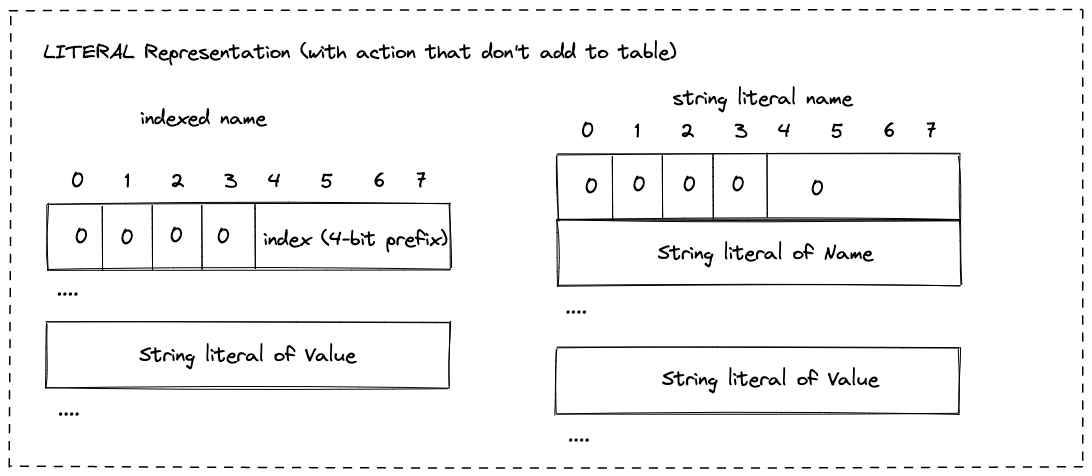 LITERAL Representation (with action that don't add to table)
indexed name
0 1 2 3 4 5 6 7
0 0 0 0 index (4-bit prefix)
....
String literal of Value
....
string literal name
0 1 2 3 4 5 6 7
0 0 0 0 0
String literal of Name
....
String literal of Value
....